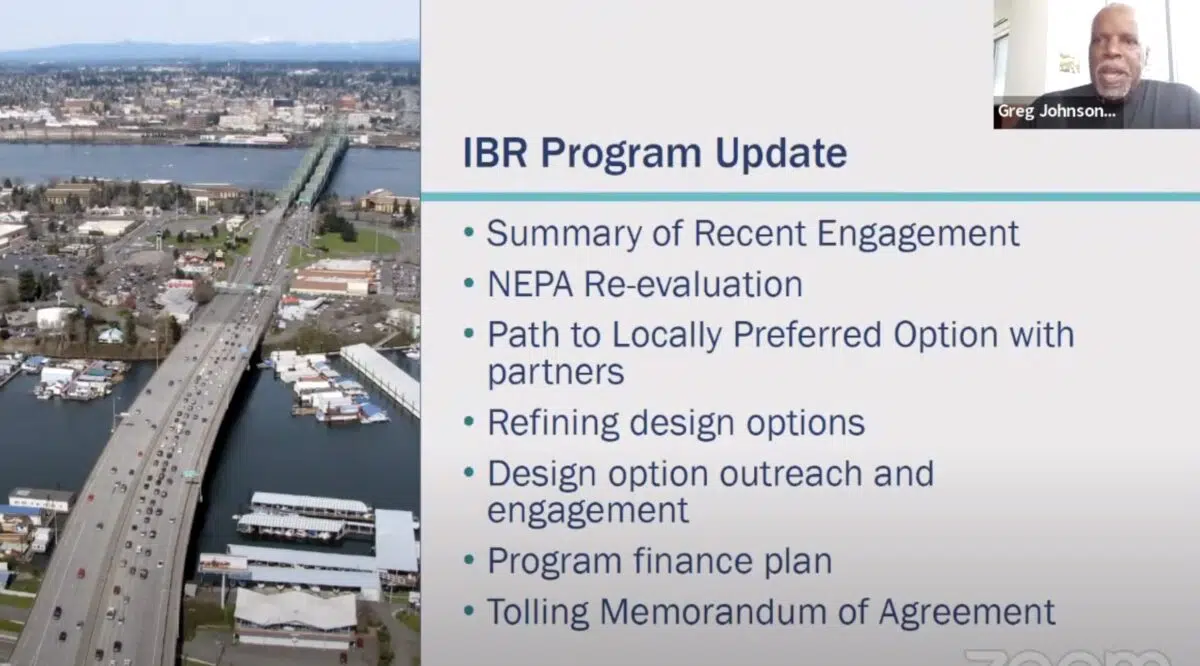 Greg Johnson...
IBR Program Update
• Summary of Recent Engagement
• NEPA Re-evaluation
• Path to Locally Preferred Option with
partners
• Refining design options
• Design option outreach and
engagement
• Program finance plan
• Tolling Memorandum of Agreement
zoom